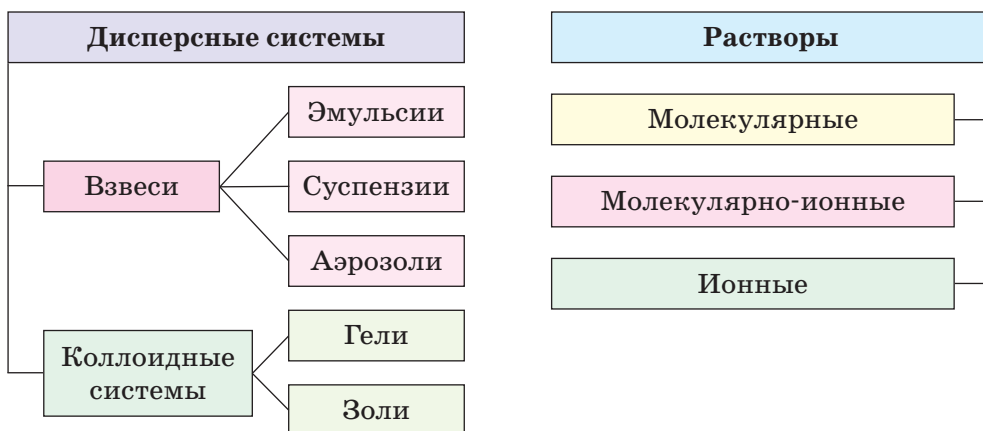 Дисперсные системы
Взвеси
Эмульсии
Суспензии
Аэрозоли
Коллоидные
системы
Гели
Золи
Растворы
Молекулярные
Молекулярно-ионные
Ионные